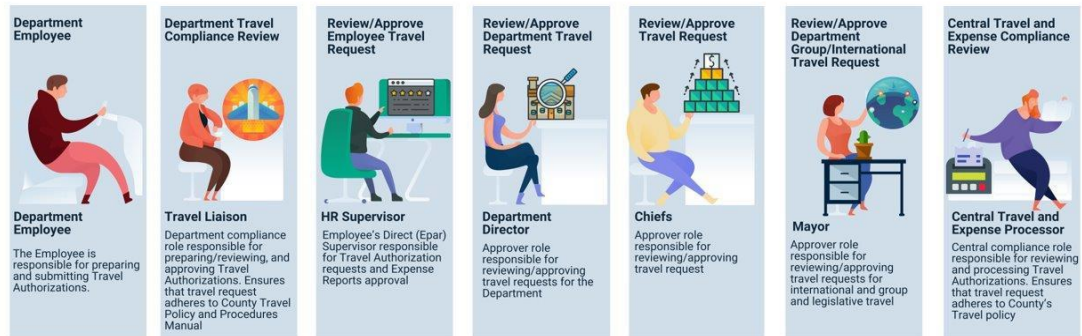 Department
Employee
Department
Employee
The Employee is
responsible for preparing
and submitting Travel
Authorizations.
Department Travel
Compliance Review
Travel Liaison
Department compliance
role responsible for
preparing/reviewing, and
approving Travel
Authorizations. Ensures
that travel request
adheres to County Travel
Policy and Procedures
Manual
Review/Approve
Employee Travel
Request
HR Supervisor
Employee's Direct (Epar)
Supervisor responsible
for Travel Authorization
requests and Expense
Reports approval
Review/Approve
Department Travel
Request
Department
Director
Approver role
responsible for
reviewing/approving
travel requests for the
Department
Review/Approve
Travel Request
$
Chiefs
Approver role
responsible for
reviewing/approving
travel request
Review/Approve
Department
Group/International
Travel Request
Mayor
Approver role
responsible for
reviewing/approving
travel requests for
international and group
and legislative travel
Central Travel and
Expense Compliance
Review
Central Travel and
Expense Processor
Central compliance role
responsible for reviewing
and processing Travel
Authorizations. Ensures
that travel request
adheres to County's
Travel policy